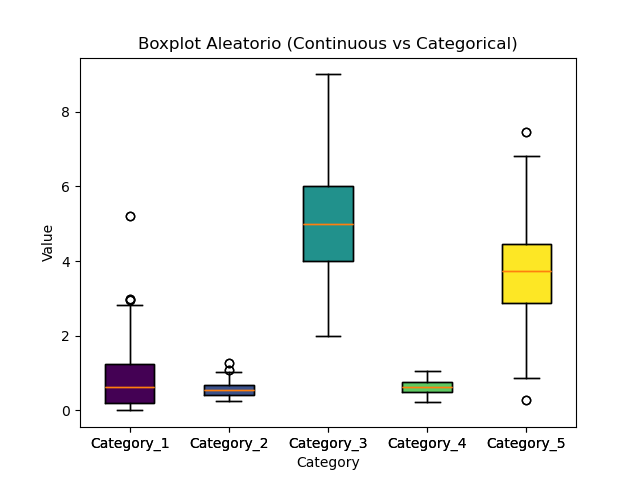 Boxplot Aleatorio (Continuous vs Categorical)
Value
8
6
4
2
0
Category_1 Category_2 Category_3 Category_4 Category_5
Category